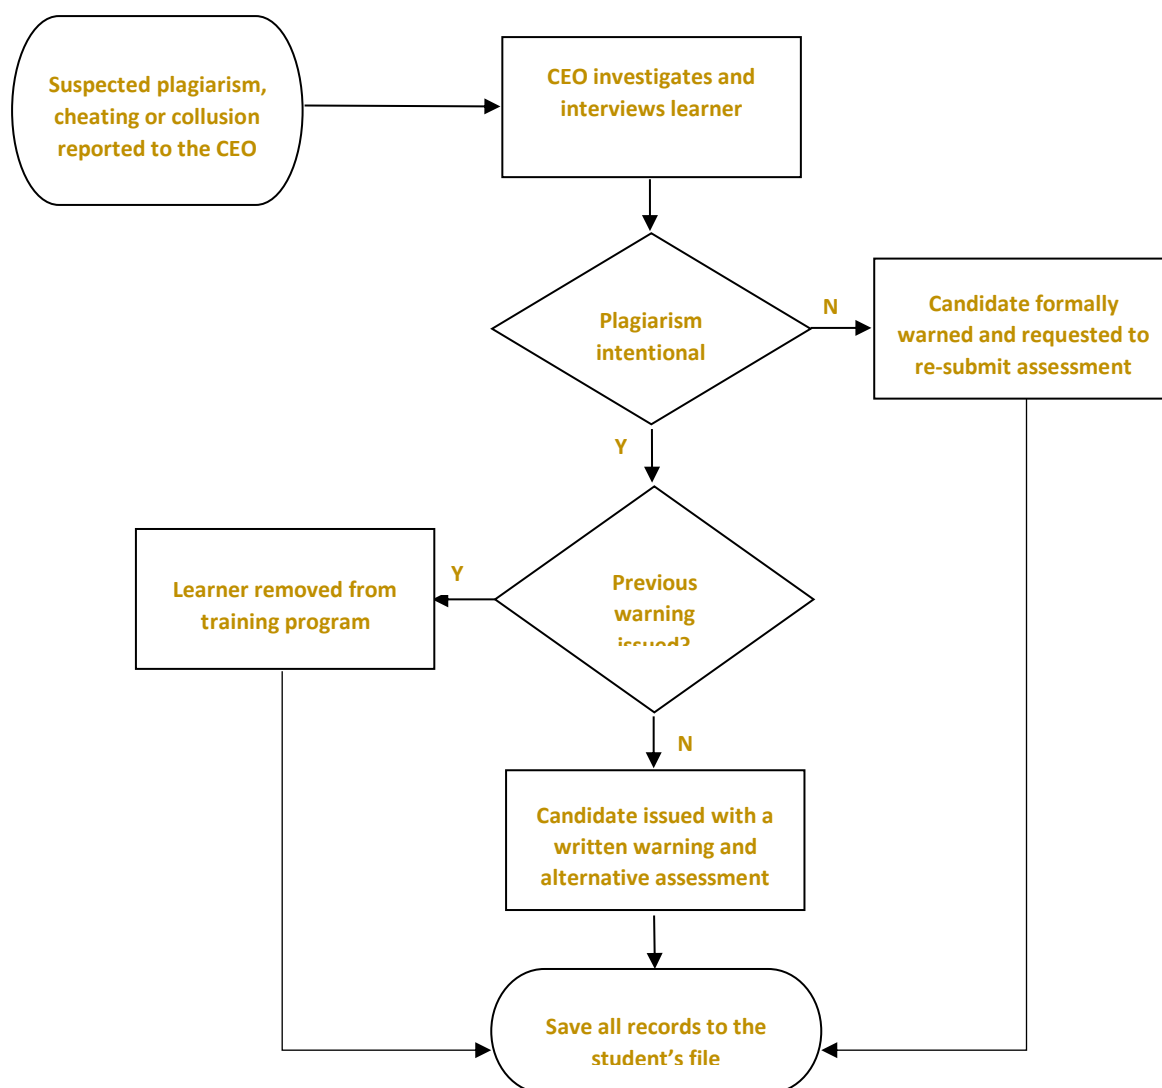 Suspected plagiarism,
cheating or collusion
reported to the CEO
CEO investigates and
interviews learner
Plagiarism
intentional
N
Candidate formally
warned and requested to
re-submit assessment
Y
Previous
warning
issued?
Y
Learner removed from
training program
N
Candidate issued with a
written warning and
alternative assessment
Save all records to the
student’s file